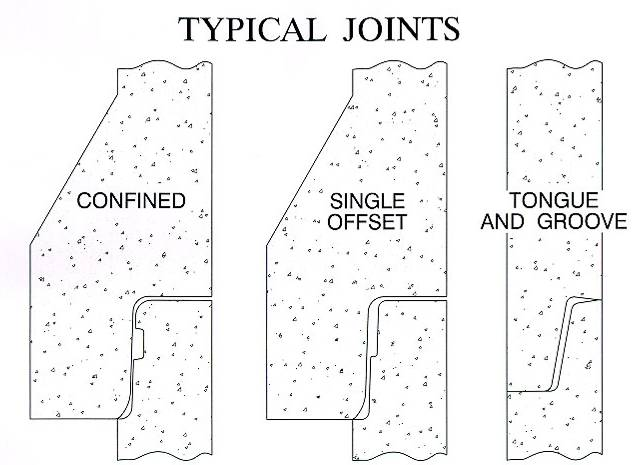 TYPICAL JOINTS
CONFINED
SINGLE
OFFSET
TONGUE
AND GROOVE